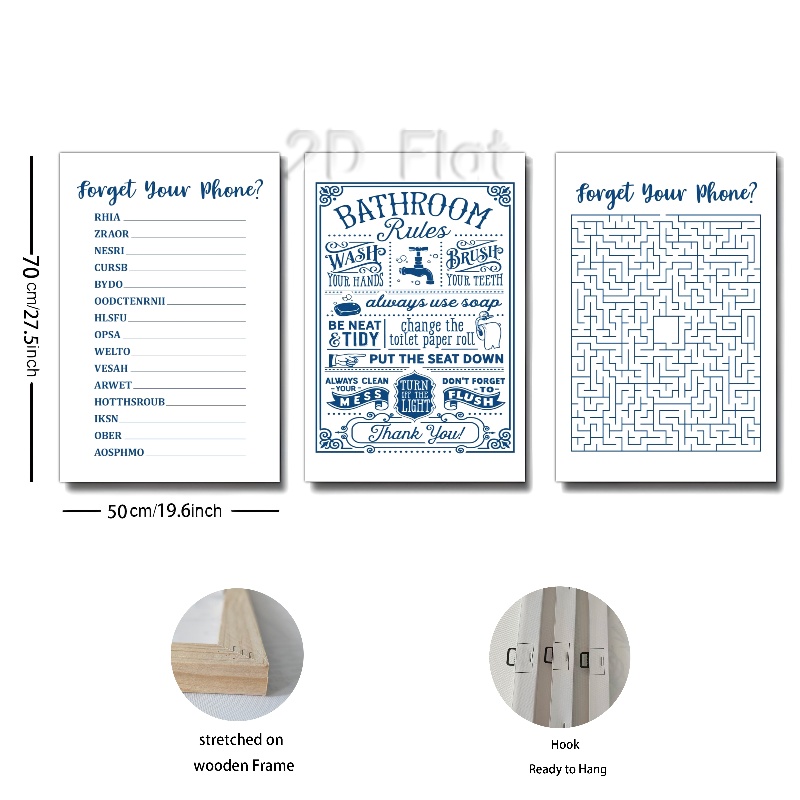 2D Flat
70 cm/27.5inch
Forget Your Phone?
RHIA
ZRAOR
NESRI
CURSB
BYDO
OODCTENRNII
HLSFU
OPSA
WELTO
VESAH
ARWET
HOTTHSROUB
IKSN
OBER
AOSPHMO
50cm/19.6inch
BATHROOM
Rules
WASH
YOUR HANDS
BRUSH
YOUR TEETH
always use soap
BE NEAT
& TIDY
change the
toilet paper roll
PUT THE SEAT DOWN
ALWAYS CLEAN
YOUR
MESS
TURN
OFF THE
LIGHT
DON'T FORGET
TO
FLUSH
Thank You!
Forget Your Phone?
stretched on
wooden Frame
Hook
Ready to Hang